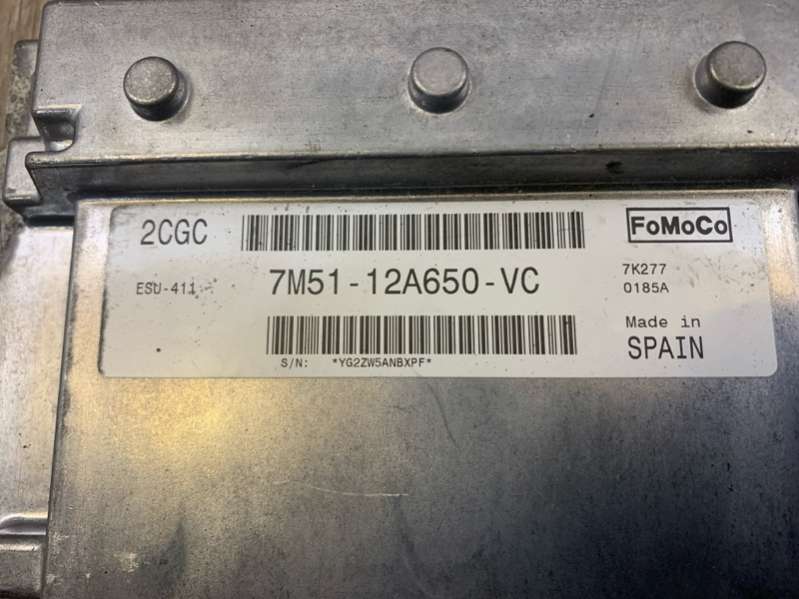 2CGC
FoMoCo
ESU-411
7M51-12A650-VC
7K277
0185A
Made in
SPAIN
S/N: *YG2ZW5ANBXPF*